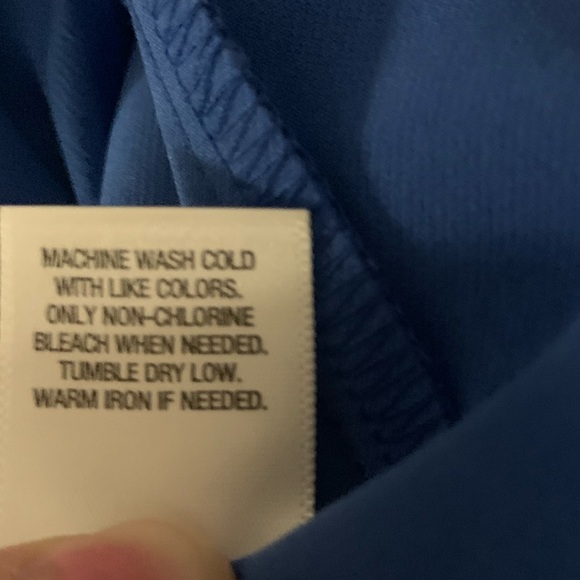 MACHINE WASH COLD
WITH LIKE COLORS.
ONLY NON-CHLORINE
BLEACH WHEN NEEDED.
TUMBLE DRY LOW.
WARM IRON IF NEEDED.